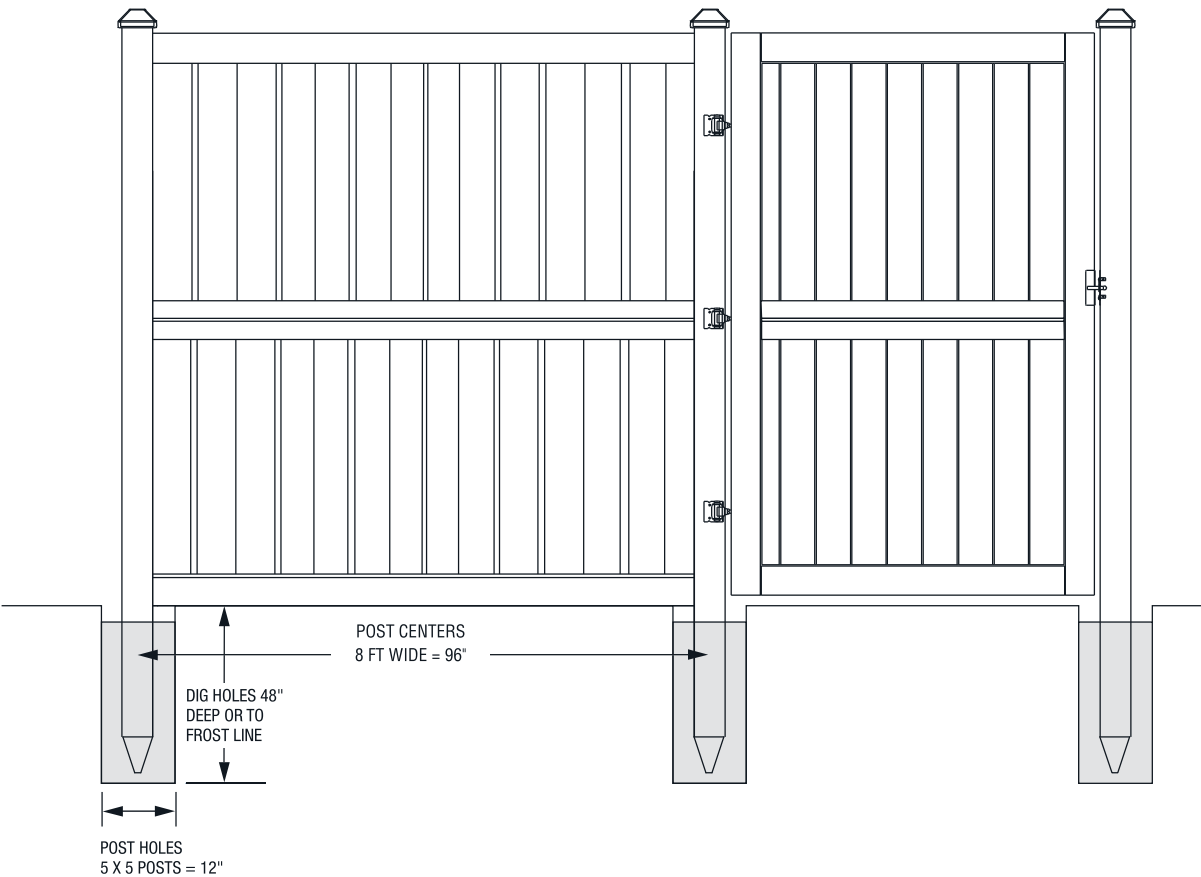 POST CENTERS
8 FT WIDE = 96"
DIG HOLES 48"
DEEP OR TO
FROST LINE
POST HOLES
5 X 5 POSTS = 12"